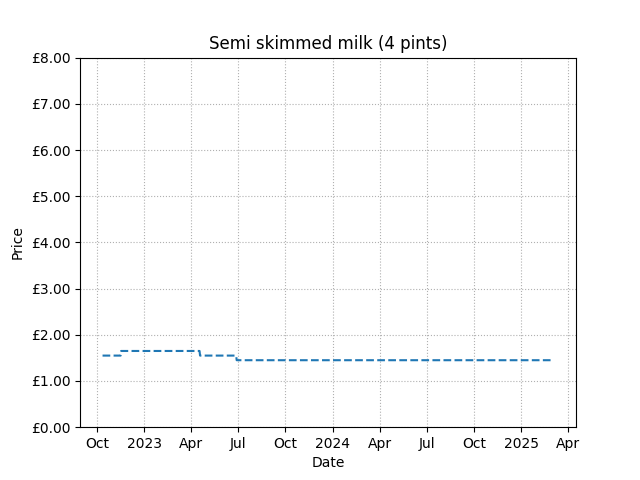 Semi skimmed milk (4 pints)
£8.00
£7.00
£6.00
£5.00
£4.00
£3.00
£2.00
£1.00
£0.00
Price
Oct 2023 Apr Jul Oct 2024 Apr Jul Oct 2025 Apr
Date